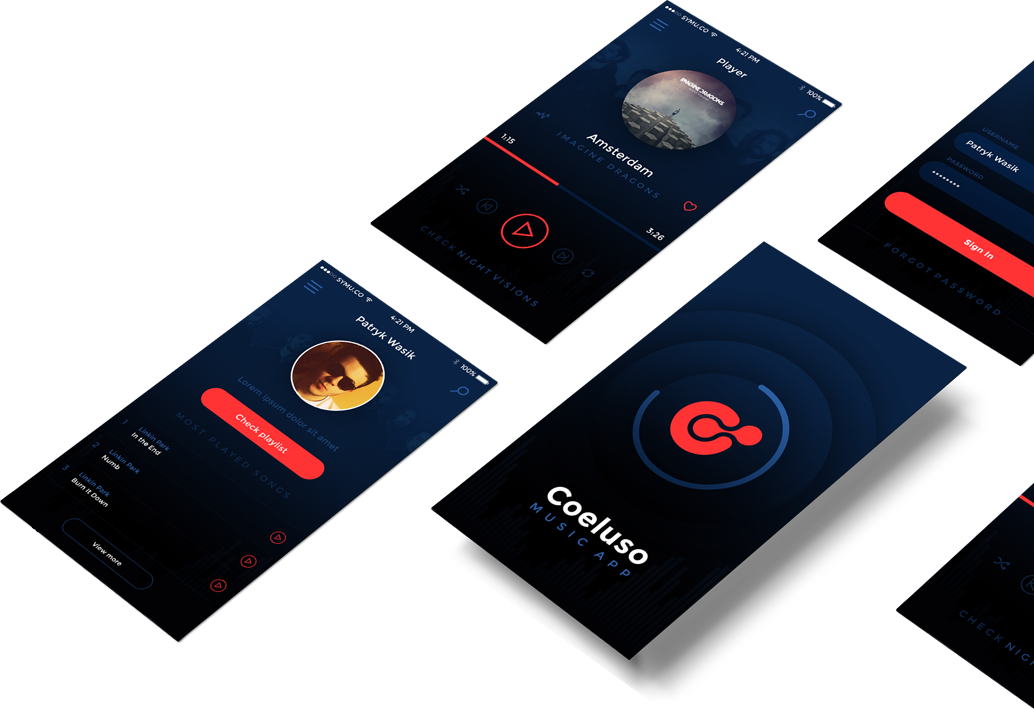 SYMU.CO
4:21 PM
100%
Player
IMAGINE DRAGONS
Amsterdam
IMAGINE DRAGONS
1:15
3:26
CHECK NIGHT VISIONS
USERNAME
Patryk Wasik
PASSWORD
Sign In
FORGOT PASSWORD
SYMU.CO
4:21 PM
100%
Patryk Wasik
Lorem ipsum dolor sit amet
Check playlist
MOST PLAYED SONGS
1
Linkin Park
In the End
2
Linkin Park
Numb
3
Linkin Park
Burn It Down
View more
Coeluso
MUSIC APP
CHECK NIG